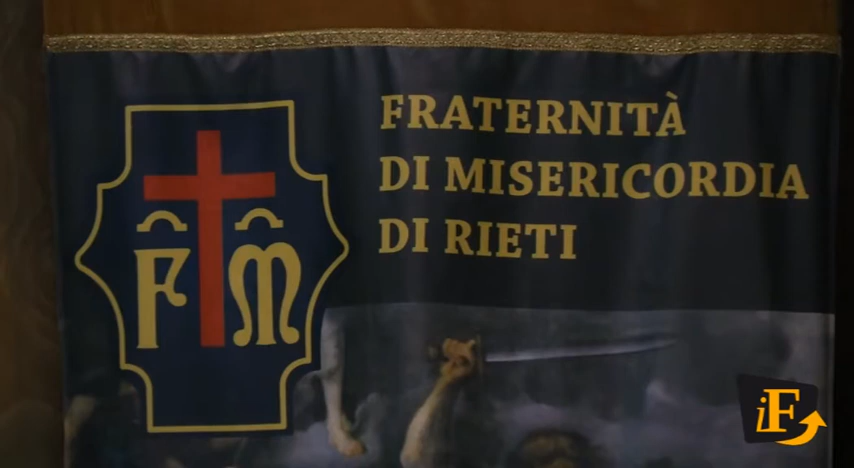 FRATERNITÀ
DI MISERICORDIA
DI RIETI
F M
iF